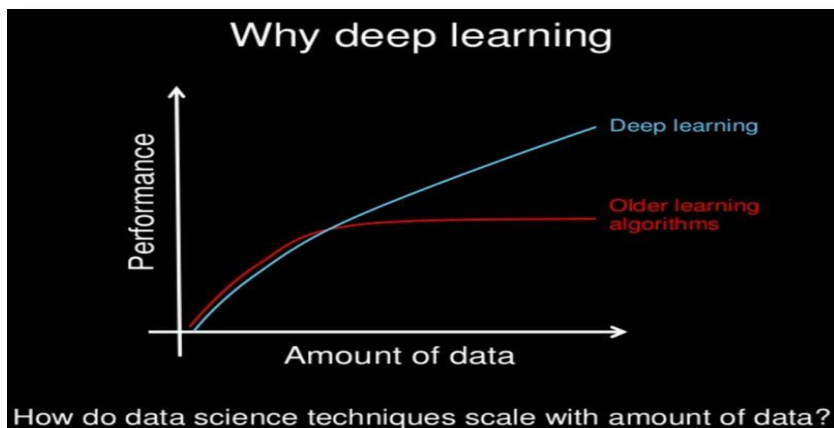 Why deep learning
Deep learning
Older learning
algorithms
Performance
Amount of data
How do data science techniques scale with amount of data?